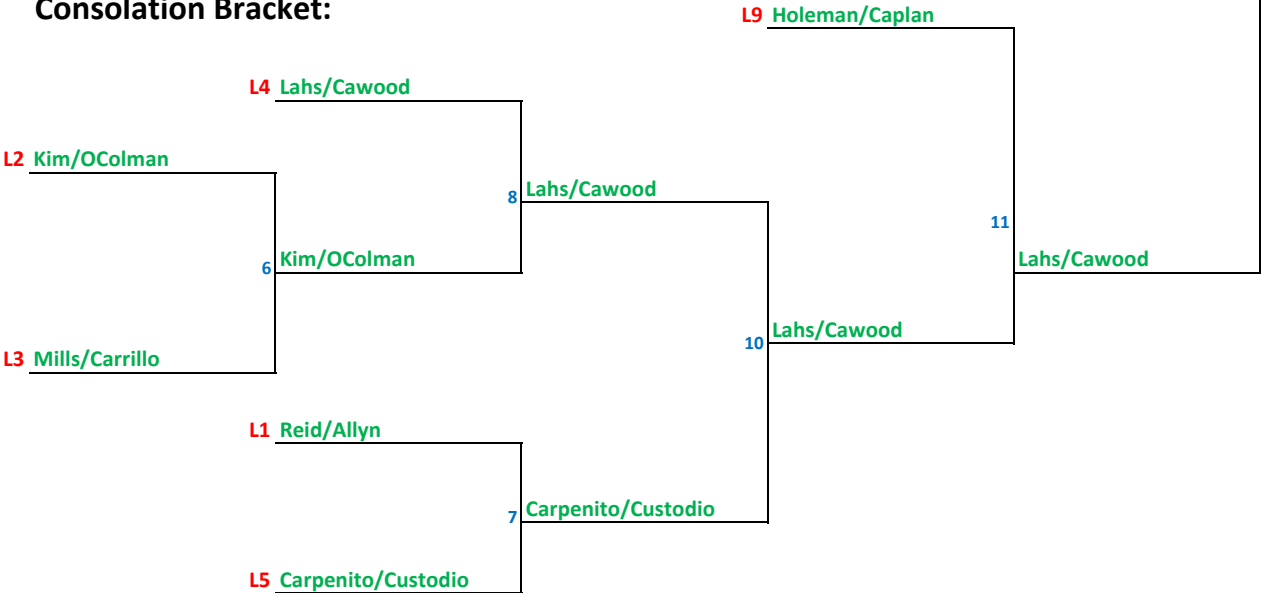 Consolation Bracket:
L9 Holeman/Caplan
L4 Lahs/Cawood
L2 Kim/OColman
8 Lahs/Cawood
11
6 Kim/OColman
Lahs/Cawood
10 Lahs/Cawood
L3 Mills/Carrillo
L1 Reid/Allyn
7 Carpenito/Custodio
L5 Carpenito/Custodio